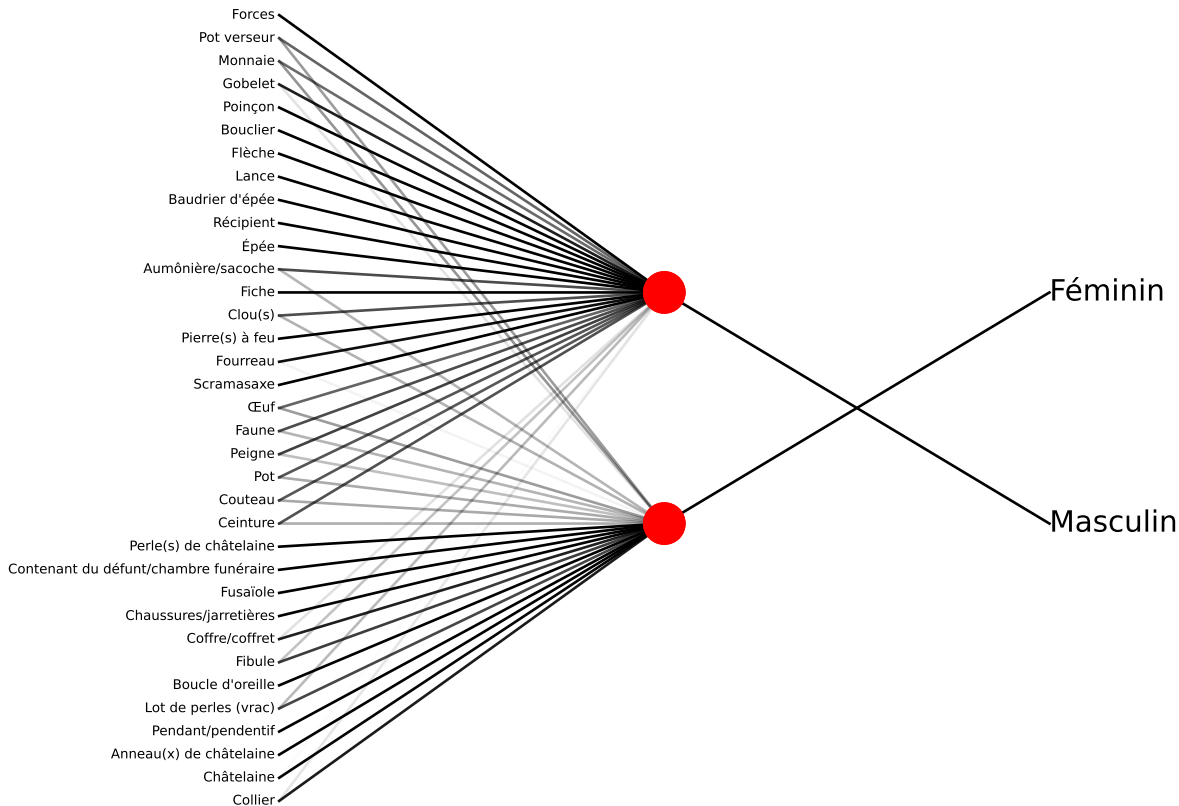 Forces
Pot verseur
Monnaie
Gobelet
Poinçon
Bouclier
Flèche
Lance
Baudrier d'épée
Récipient
Épée
Aumônière/sacoche
Fiche
Clou(s)
Pierre(s) à feu
Fourreau
Scramasaxe
Œuf
Faune
Peigne
Pot
Couteau
Ceinture
Perle(s) de châtelaine
Contenant du défunt/chambre funéraire
Fusaïole
Chaussures/jarretières
Coffre/coffret
Fibule
Boucle d'oreille
Lot de perles (vrac)
Pendant/pendentif
Anneau(x) de châtelaine
Châtelaine
Collier
Féminin
Masculin